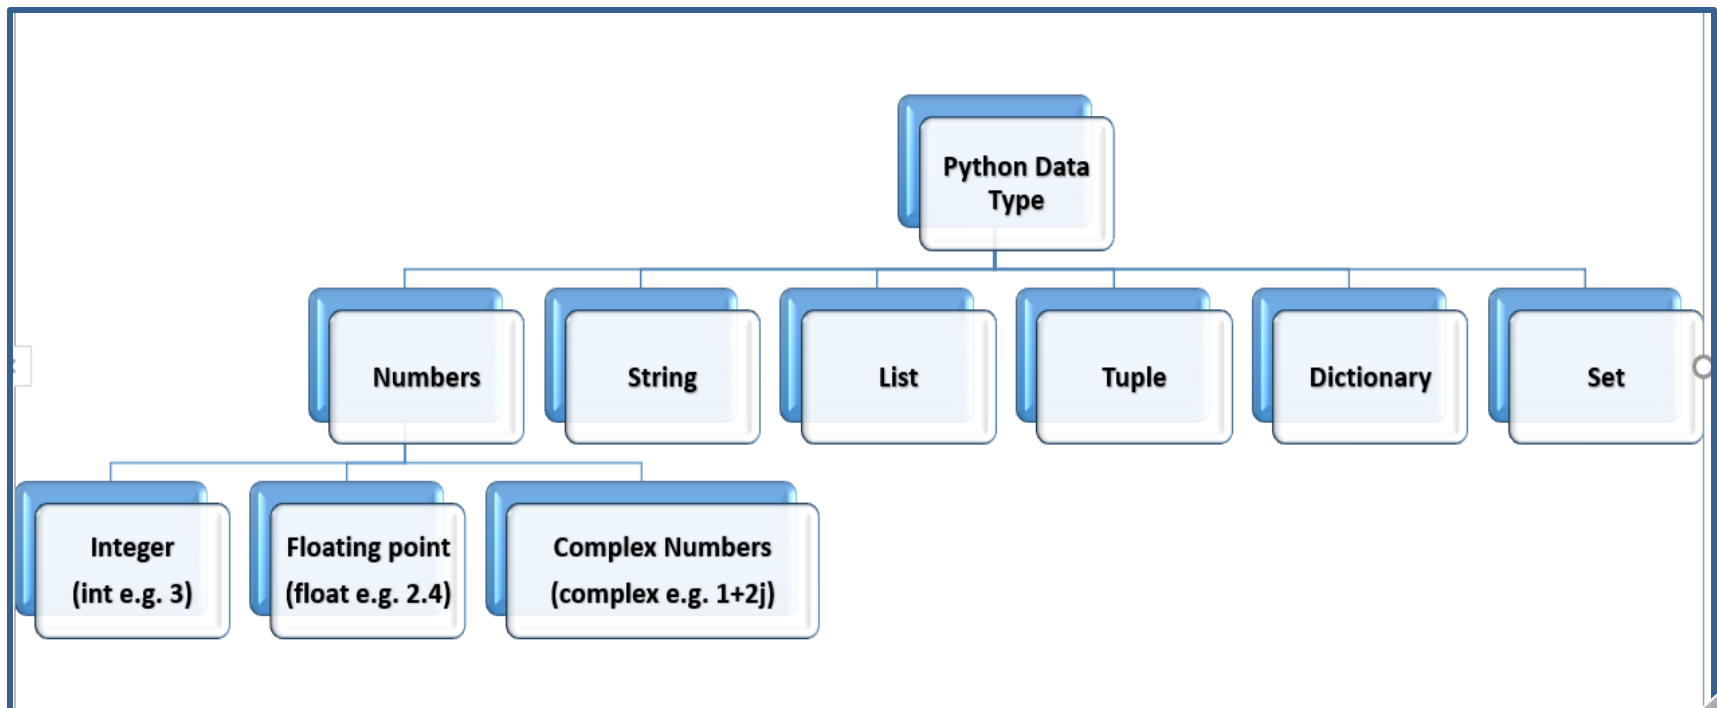 Python Data
Type
Numbers
String
List
Tuple
Dictionary
Set
Integer
(int e.g. 3)
Floating point
(float e.g. 2.4)
Complex Numbers
(complex e.g. 1+2j)